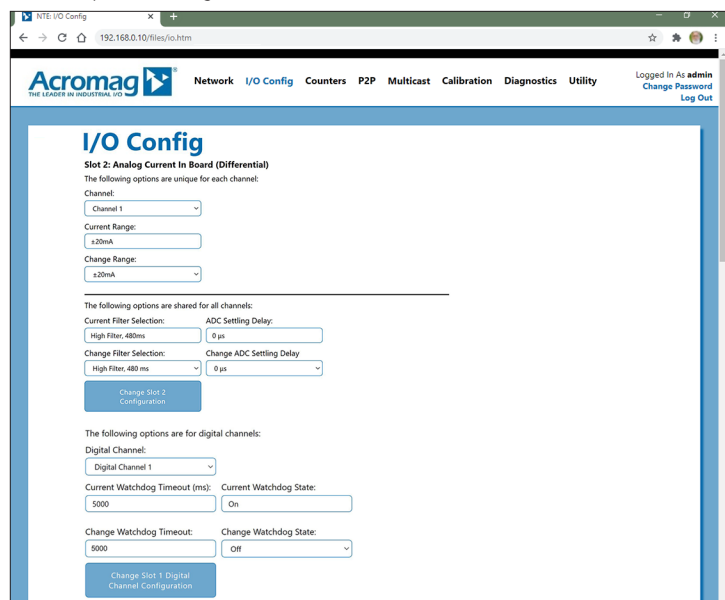 NTE: I/O Config
192.168.0.10/files/io.htm
Acromag
THE LEADER IN INDUSTRIAL I/O
Network I/O Config Counters P2P Multicast Calibration Diagnostics Utility
Logged In As admin
Change Password
Log Out
I/O Config
Slot 2: Analog Current In Board (Differential)
The following options are unique for each channel:
Channel:
Channel 1
Current Range:
±20mA
Change Range:
±20mA
The following options are shared for all channels:
Current Filter Selection: ADC Settling Delay:
High Filter, 480ms 0 µs
Change Filter Selection: Change ADC Settling Delay
High Filter, 480 ms 0 µs
Change Slot 2
Configuration
The following options are for digital channels:
Digital Channel:
Digital Channel 1
Current Watchdog Timeout (ms): Current Watchdog State:
5000 On
Change Watchdog Timeout: Change Watchdog State:
5000 Off
Change Slot 1 Digital
Channel Configuration